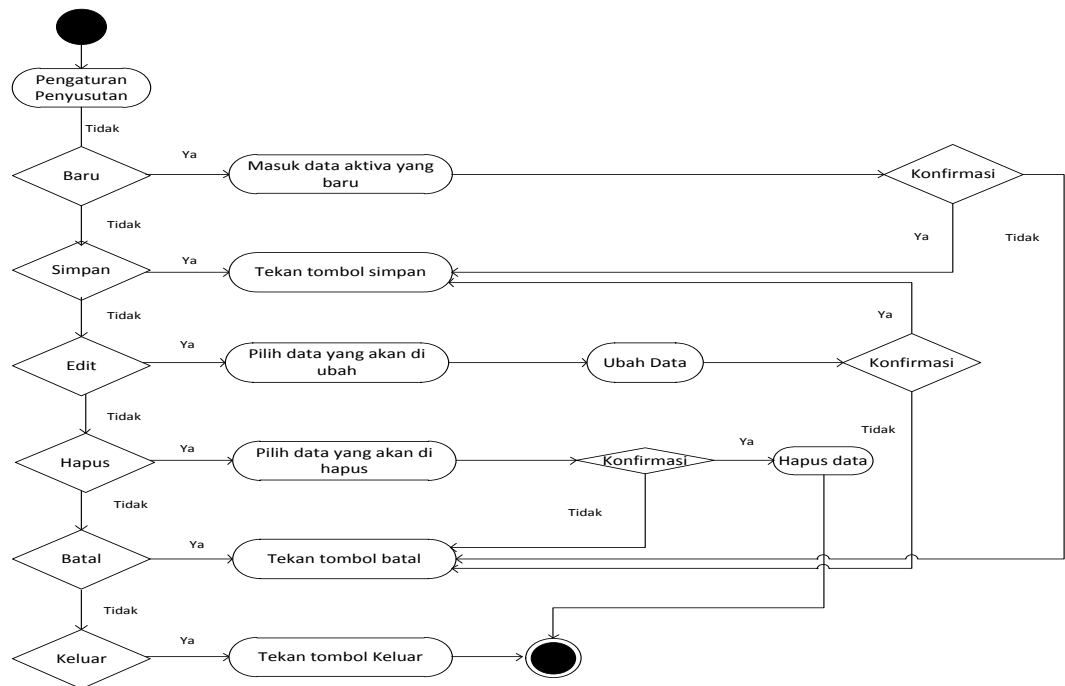 Pengaturan
Penyusutan
Tidak
Baru
Ya
Masuk data aktiva yang
baru
Konfirmasi
Tidak
Ya
Tidak
Simpan
Ya
Tekan tombol simpan
Tidak
Ya
Edit
Ya
Pilih data yang akan di
ubah
Ubah Data
Konfirmasi
Tidak
Tidak
Hapus
Ya
Pilih data yang akan di
hapus
Konfirmasi
Ya
Hapus data
Tidak
Tidak
Batal
Ya
Tekan tombol batal
Tidak
Keluar
Ya
Tekan tombol Keluar